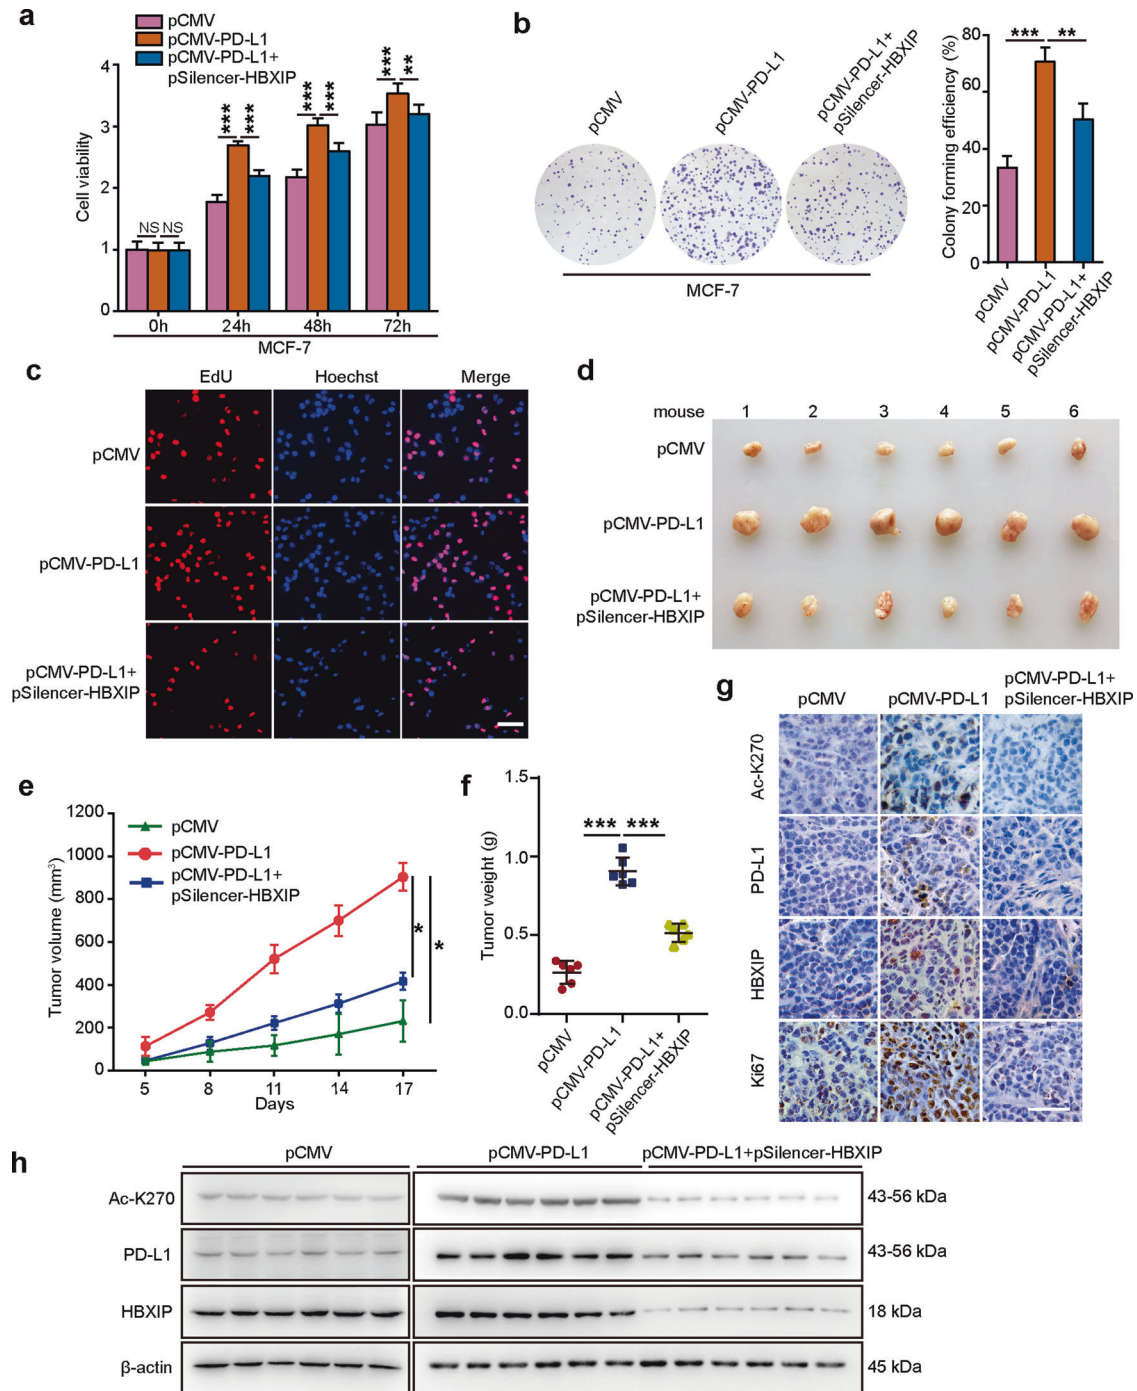 a
pCMV
pCMV-PD-L1
pCMV-PD-L1+
pSilencer-HBXIP
Cell viability
4
3
2
1
0
NS NS
*** ***
*** ***
*** **
0h 24h 48h 72h
MCF-7
b
pCMV
pCMV-PD-L1
pCMV-PD-L1+
pSilencer-HBXIP
MCF-7
Colony forming efficiency (%)
80
60
40
20
0
*** **
pCMV
pCMV-PD-L1
pCMV-PD-L1+
pSilencer-HBXIP
c
EdU Hoechst Merge
pCMV
pCMV-PD-L1
pCMV-PD-L1+
pSilencer-HBXIP
d
mouse 1 2 3 4 5 6
pCMV
pCMV-PD-L1
pCMV-PD-L1+
pSilencer-HBXIP
e
pCMV
pCMV-PD-L1
pCMV-PD-L1+
pSilencer-HBXIP
Tumor volume (mm³)
1200
1000
800
600
400
200
0
* *
5 8 11 14 17
Days
f
Tumor weight (g)
1.5
1.0
0.5
0.0
*** ***
pCMV
pCMV-PD-L1
pCMV-PD-L1+
pSilencer-HBXIP
g
pCMV pCMV-PD-L1 pCMV-PD-L1+
pSilencer-HBXIP
Ac-K270
PD-L1
HBXIP
Ki67
h
pCMV pCMV-PD-L1 pCMV-PD-L1+pSilencer-HBXIP
Ac-K270 43-56 kDa
PD-L1 43-56 kDa
HBXIP 18 kDa
β-actin 45 kDa